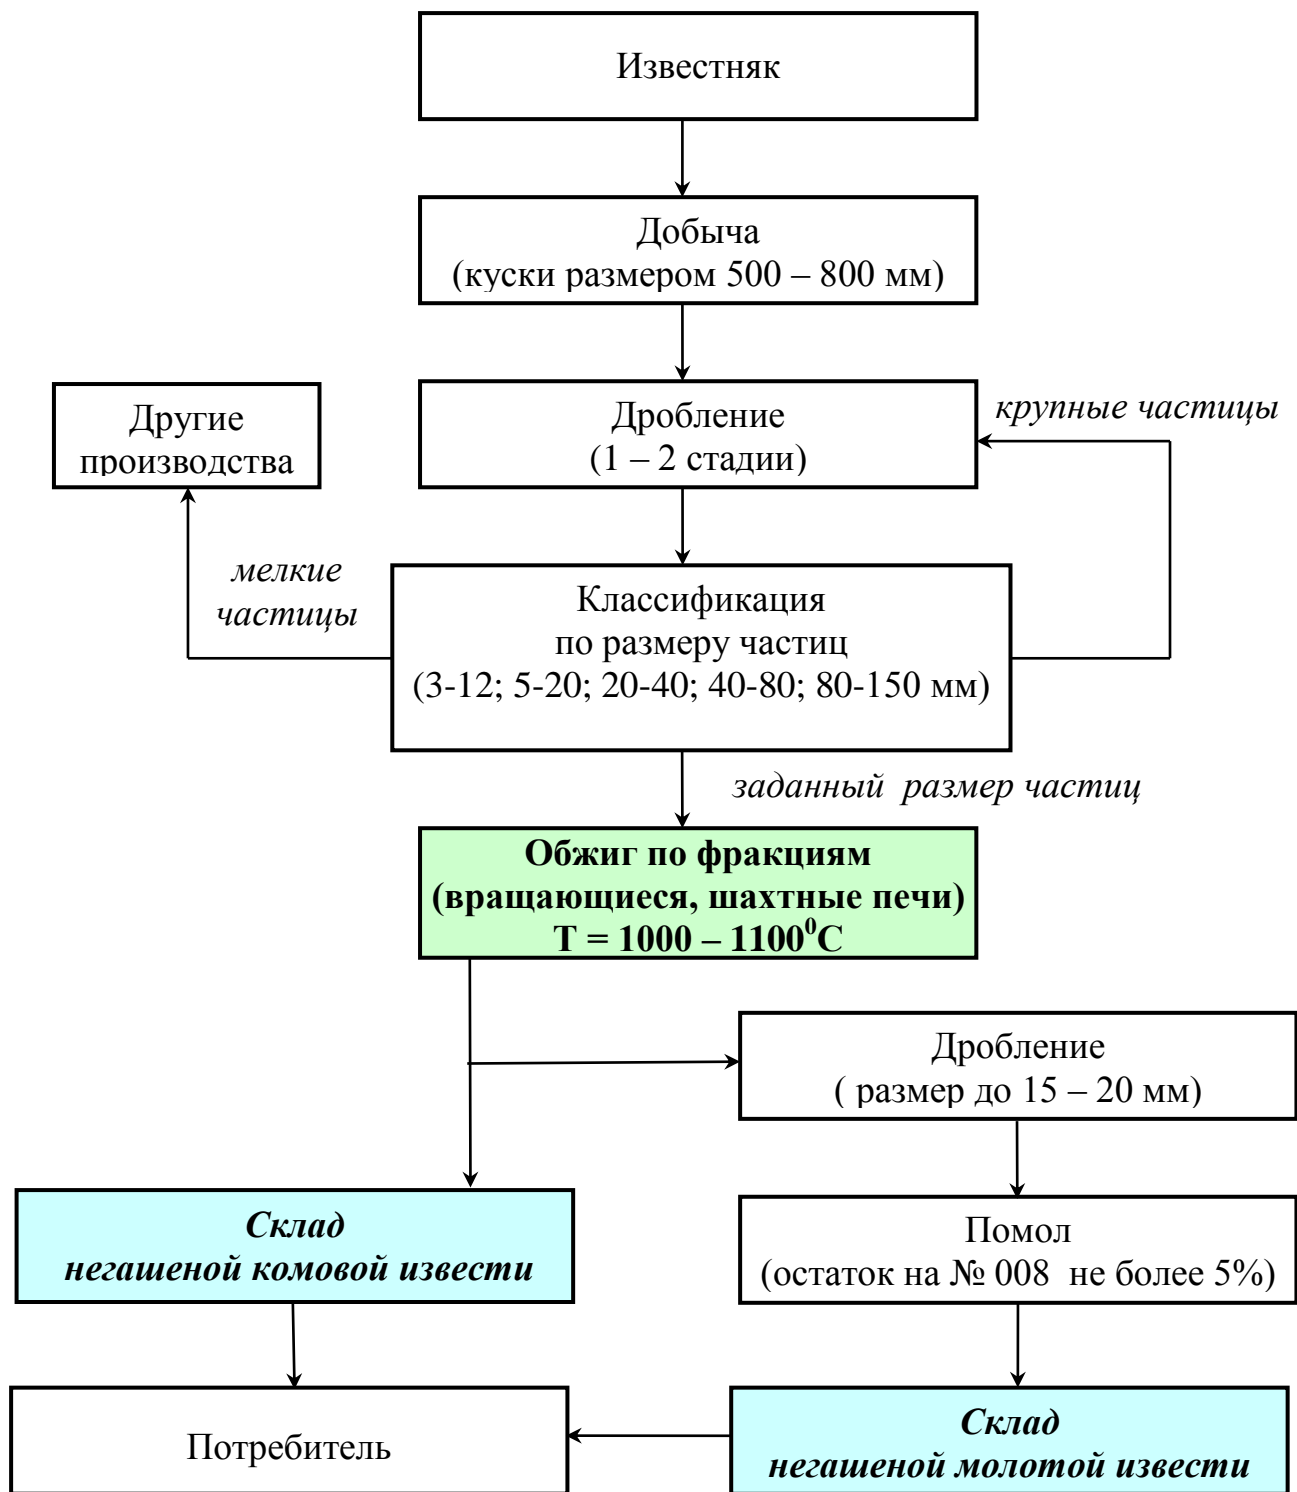 Известняк
Добыча
(куски размером 500 – 800 мм)
Другие
производства
Дробление
(1 – 2 стадии)
крупные частицы
мелкие
частицы
Классификация
по размеру частиц
(3-12; 5-20; 20-40; 40-80; 80-150 мм)
заданный  размер частиц
Обжиг по фракциям
(вращающиеся, шахтные печи)
Т = 1000 – 1100⁰С
Дробление
( размер до 15 – 20 мм)
Склад
негашеной комовой извести
Помол
(остаток на № 008  не более 5%)
Потребитель
Склад
негашеной молотой извести